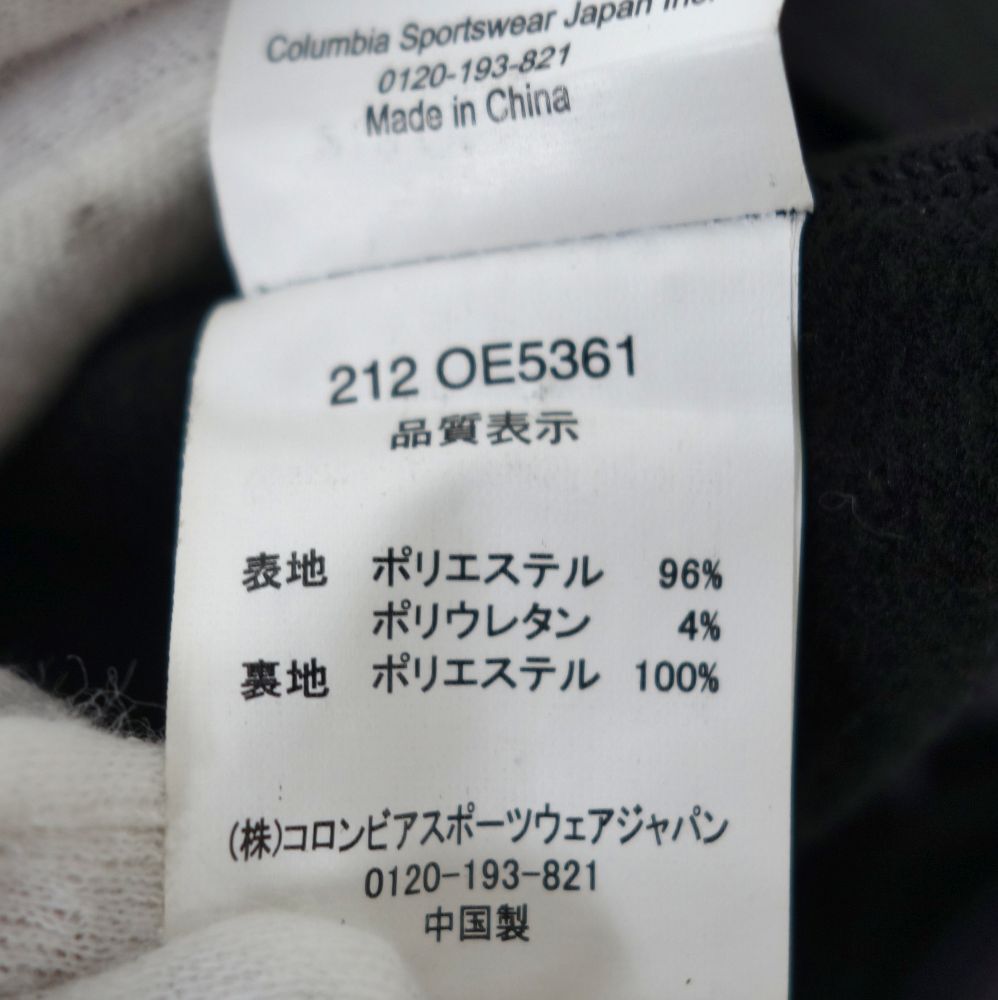 Columbia Sportswear Japan Inc.
0120-193-821
Made in China
212 OE5361
品質表示
表地 ポリエステル 96%
ポリウレタン 4%
裏地 ポリエステル 100%
(株)コロンビアスポーツウェアジャパン
0120-193-821
中国製